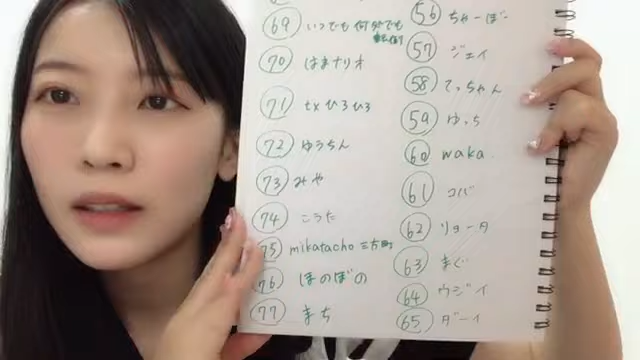 69 いつでも何処でも
70 はまナリオ
71 txひろひろ
72 ゆうちん
73 みや
74 こうた
75 mikatacho 三方町
76 ほのぼの
77 まち
56 ちゃーぼー
57 ジェイ
58 てっちゃん
59 ゆっち
60 waka
61 コバ
62 リョータ
63 まぐ
64 ウジイ
65 ダーイ